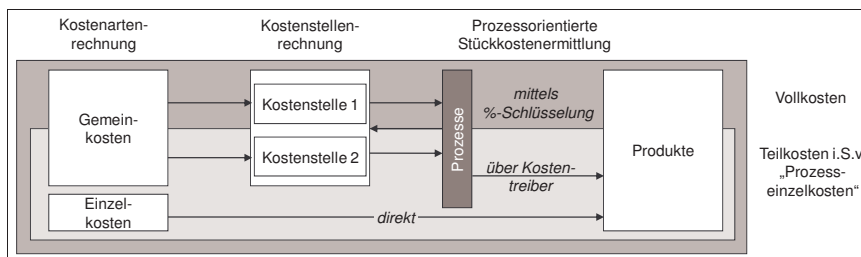 Kostenarten-
rechnung
Kostenstellen-
rechnung
Prozessorientierte
Stückkostenermittlung
Gemein-
kosten
Kostenstelle 1
Kostenstelle 2
Prozesse
mittels
%-Schlüsselung
über Kosten-
treiber
Produkte
Vollkosten
Teilkosten i.S.v
„Prozess-
einzelkosten“
Einzel-
kosten
direkt